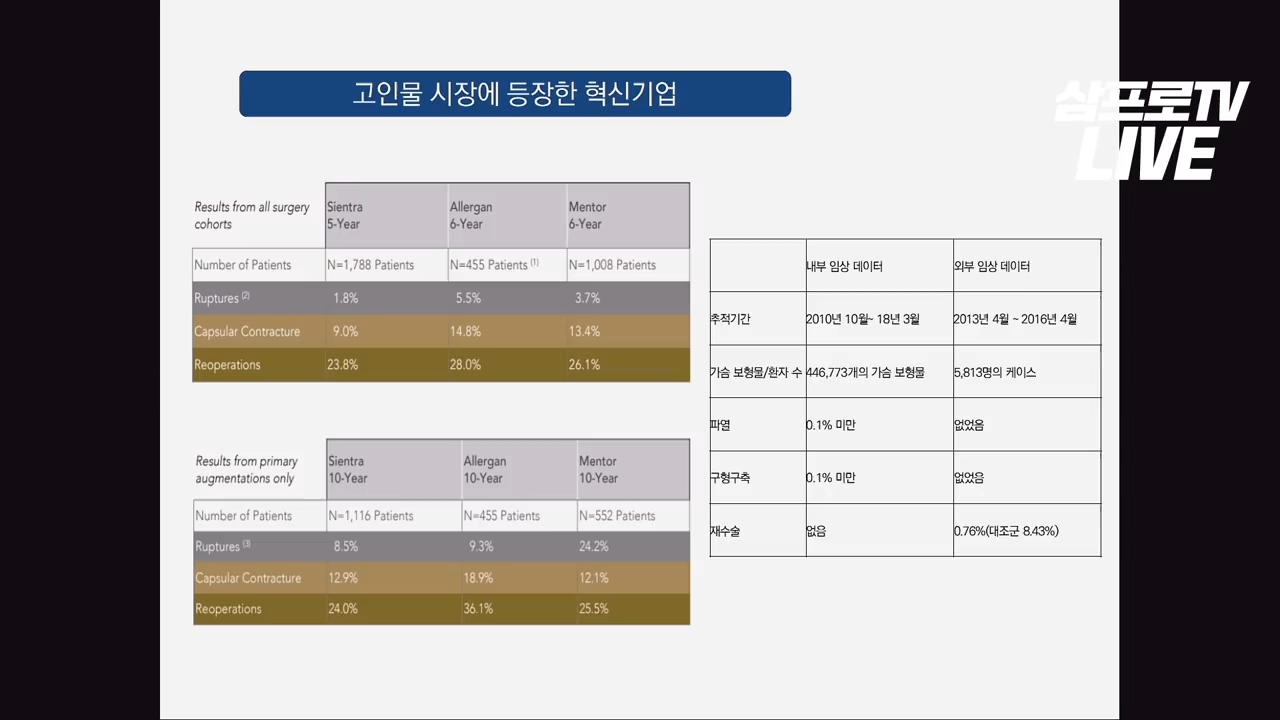 고인물 시장에 등장한 혁신기업
삼프로TV
LIVE
Results from all surgery cohorts
Sientra 5-Year
Allergan 6-Year
Mentor 6-Year
Number of Patients N=1,788 Patients N=455 Patients (1) N=1,008 Patients
Ruptures (2) 1.8% 5.5% 3.7%
Capsular Contracture 9.0% 14.8% 13.4%
Reoperations 23.8% 28.0% 26.1%
Results from primary augmentations only
Sientra 10-Year
Allergan 10-Year
Mentor 10-Year
Number of Patients N=1,116 Patients N=455 Patients N=552 Patients
Ruptures (3) 8.5% 9.3% 24.2%
Capsular Contracture 12.9% 18.9% 12.1%
Reoperations 24.0% 36.1% 25.5%
내부 임상 데이터 외부 임상 데이터
추적기간 2010년 10월~ 18년 3월 2013년 4월 ~ 2016년 4월
가슴 보형물/환자 수 446,773개의 가슴 보형물 5,813명의 케이스
파열 0.1% 미만 없었음
구형구축 0.1% 미만 없었음
재수술 없음 0.76%(대조군 8.43%)